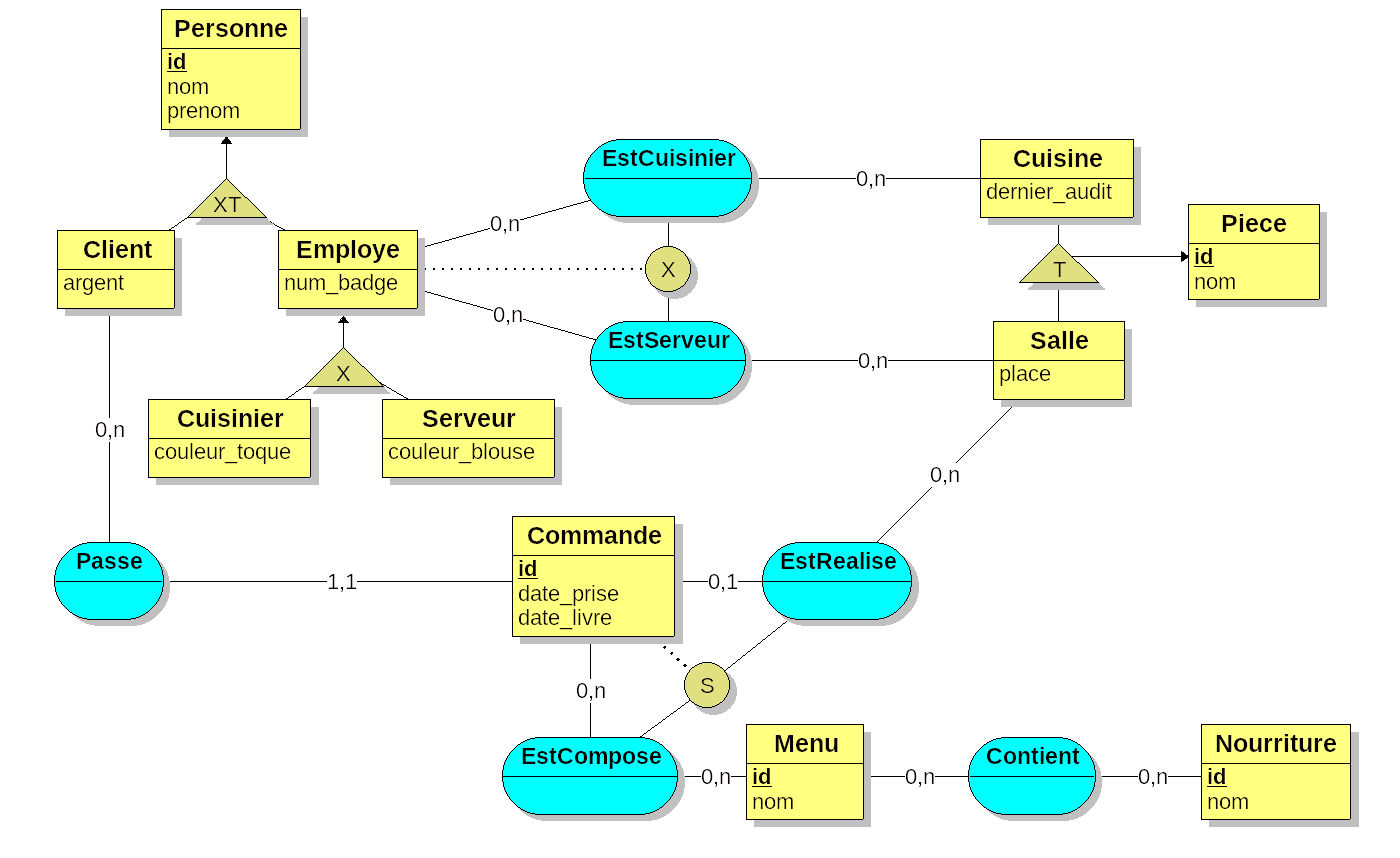 Personne
id
nom
prenom
XT
Client
argent
Employe
num_badge
X
Cuisinier
couleur_toque
Serveur
couleur_blouse
EstCuisinier
0,n
0,n
X
0,n
EstServeur
0,n
Cuisine
dernier_audit
T
Piece
id
nom
Salle
place
0,n
0,n
Passe
1,1
Commande
id
date_prise
date_livre
0,1
EstRealise
0,n
S
EstCompose
0,n
Menu
id
nom
0,n
Contient
0,n
Nourriture
id
nom